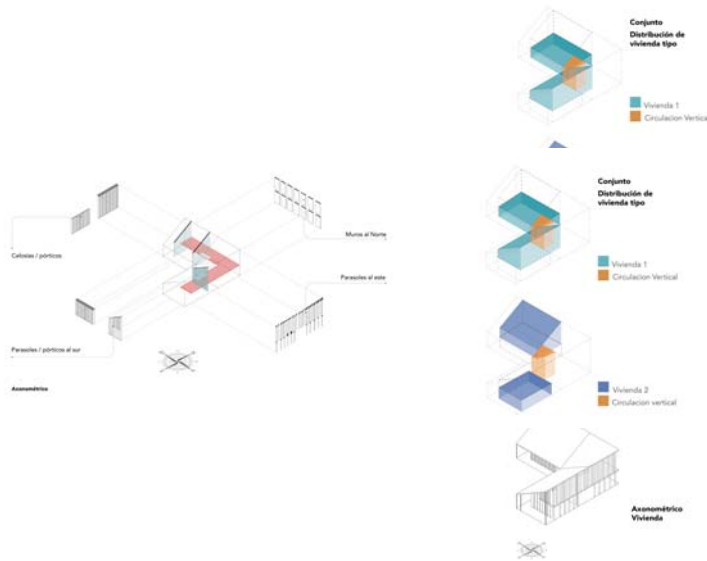 Conjunto
Distribución de
vivienda tipo
Vivienda 1
Circulacion Vertical
Celosías / pórticos
Muros al Norte
Parasoles al este
Parasoles / pórticos al sur
Axonométrico
Conjunto
Distribución de
vivienda tipo
Vivienda 1
Circulacion Vertical
Vivienda 2
Circulacion vertical
Axonométrico
Vivienda